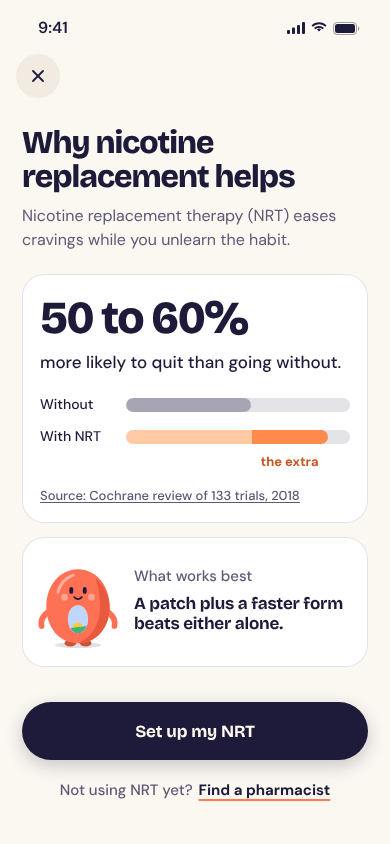 9:41
Why nicotine
replacement helps
Nicotine replacement therapy (NRT) eases
cravings while you unlearn the habit.
50 to 60%
more likely to quit than going without.
Without
With NRT
the extra
Source: Cochrane review of 133 trials, 2018
What works best
A patch plus a faster form
beats either alone.
Set up my NRT
Not using NRT yet? Find a pharmacist